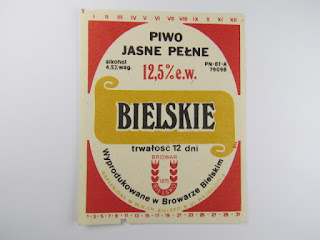 I II III IV V VI VII VIII IX X XI XII
PIWO
JASNE PEŁNE
alkohol
4,5% wag.
PN-81-A
79098
12,5% e.w.
BIELSKIE
trwałość 12 dni
BROWAR
Wyprodukowane w Browarze Bielskim
1 · 3 · 5 · 7 · 9 · 11 · 13 · 15 · 17 · 19 · 21 · 23 · 25 · 27 · 29 · 31